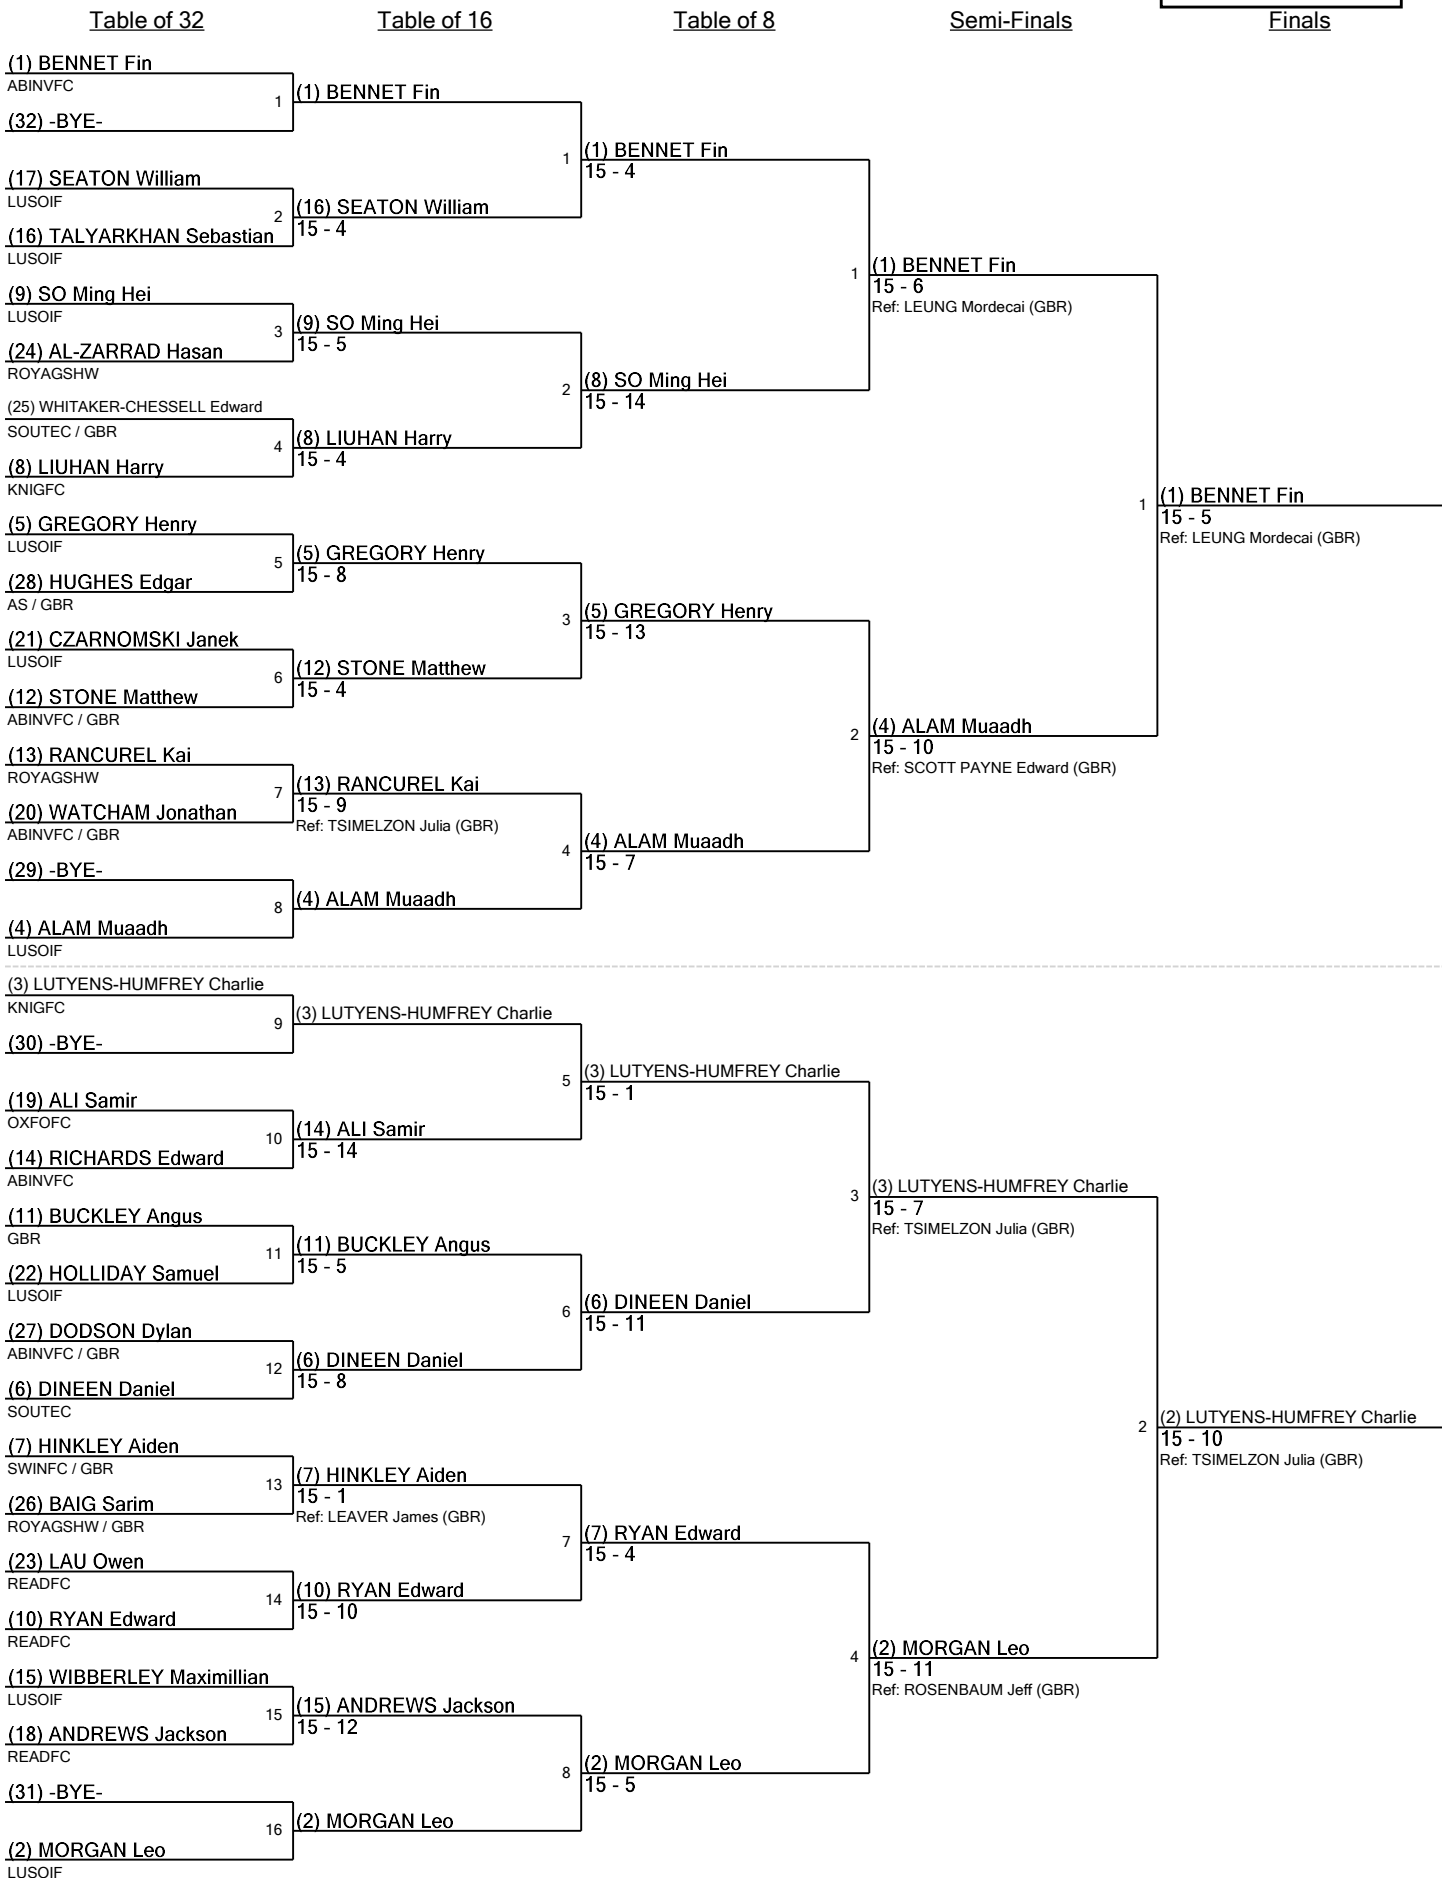 Table of 32
Table of 16
Table of 8
Semi-Finals
Finals
(1) BENNET Fin
ABINVFC
(32) -BYE-
(17) SEATON William
LUSOIF
(16) TALYARKHAN Sebastian
LUSOIF
(9) SO Ming Hei
LUSOIF
(24) AL-ZARRAD Hasan
ROYAGSHW
(25) WHITAKER-CHESSELL Edward
SOUTEC / GBR
(8) LIUHAN Harry
KNIGFC
(5) GREGORY Henry
LUSOIF
(28) HUGHES Edgar
AS / GBR
(21) CZARNOMSKI Janek
LUSOIF
(12) STONE Matthew
ABINVFC / GBR
(13) RANCUREL Kai
ROYAGSHW
(20) WATCHAM Jonathan
ABINVFC / GBR
(29) -BYE-
(4) ALAM Muaadh
LUSOIF
(3) LUTYENS-HUMFREY Charlie
KNIGFC
(30) -BYE-
(19) ALI Samir
OXFOFC
(14) RICHARDS Edward
ABINVFC
(11) BUCKLEY Angus
GBR
(22) HOLLIDAY Samuel
LUSOIF
(27) DODSON Dylan
ABINVFC / GBR
(6) DINEEN Daniel
SOUTEC
(7) HINKLEY Aiden
SWINFC / GBR
(26) BAIG Sarim
ROYAGSHW / GBR
(23) LAU Owen
READFC
(10) RYAN Edward
READFC
(15) WIBBERLEY Maximillian
LUSOIF
(18) ANDREWS Jackson
READFC
(31) -BYE-
(2) MORGAN Leo
LUSOIF
1
(1) BENNET Fin
2
(16) SEATON William
15 - 4
3
(9) SO Ming Hei
15 - 5
4
(8) LIUHAN Harry
15 - 4
5
(5) GREGORY Henry
15 - 8
6
(12) STONE Matthew
15 - 4
7
(13) RANCUREL Kai
15 - 9
Ref: TSIMELZON Julia (GBR)
8
(4) ALAM Muaadh
9
(3) LUTYENS-HUMFREY Charlie
10
(14) ALI Samir
15 - 14
11
(11) BUCKLEY Angus
15 - 5
12
(6) DINEEN Daniel
15 - 8
13
(7) HINKLEY Aiden
15 - 1
Ref: LEAVER James (GBR)
14
(10) RYAN Edward
15 - 10
15
(15) ANDREWS Jackson
15 - 12
16
(2) MORGAN Leo
1
(1) BENNET Fin
15 - 4
2
(8) SO Ming Hei
15 - 14
3
(5) GREGORY Henry
15 - 13
4
(4) ALAM Muaadh
15 - 7
5
(3) LUTYENS-HUMFREY Charlie
15 - 1
6
(6) DINEEN Daniel
15 - 11
7
(7) RYAN Edward
15 - 4
8
(2) MORGAN Leo
15 - 5
1
(1) BENNET Fin
15 - 6
Ref: LEUNG Mordecai (GBR)
2
(4) ALAM Muaadh
15 - 10
Ref: SCOTT PAYNE Edward (GBR)
3
(3) LUTYENS-HUMFREY Charlie
15 - 7
Ref: TSIMELZON Julia (GBR)
4
(2) MORGAN Leo
15 - 11
Ref: ROSENBAUM Jeff (GBR)
1
(1) BENNET Fin
15 - 5
Ref: LEUNG Mordecai (GBR)
2
(2) LUTYENS-HUMFREY Charlie
15 - 10
Ref: TSIMELZON Julia (GBR)